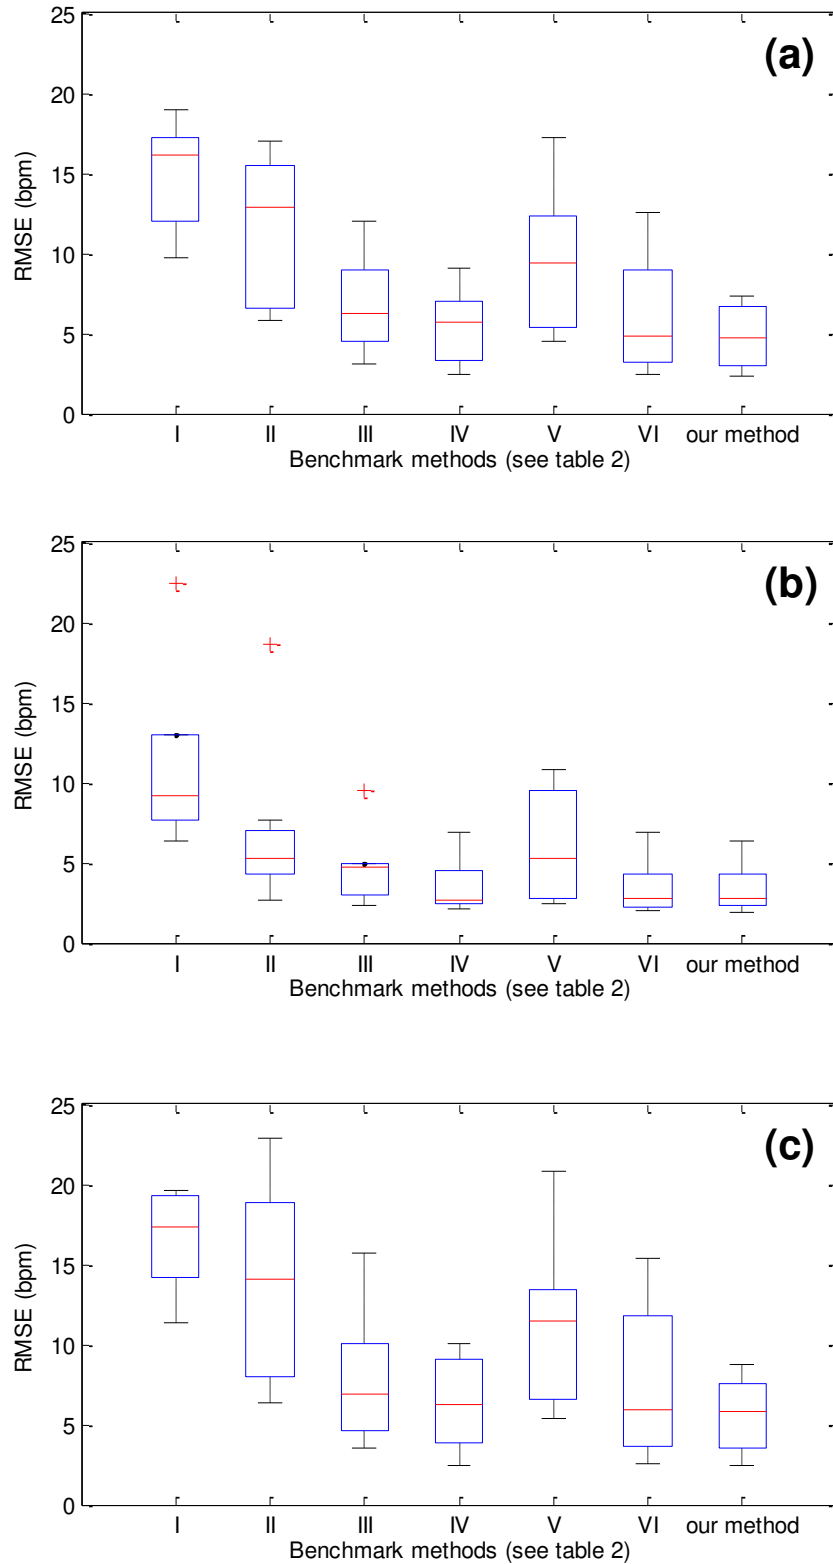 25
(a)
20
RMSE (bpm)
15
10
5
0
I II III IV V VI our method
Benchmark methods (see table 2)
25
(b)
20
RMSE (bpm)
15
10
5
0
I II III IV V VI our method
Benchmark methods (see table 2)
25
(c)
20
RMSE (bpm)
15
10
5
0
I II III IV V VI our method
Benchmark methods (see table 2)